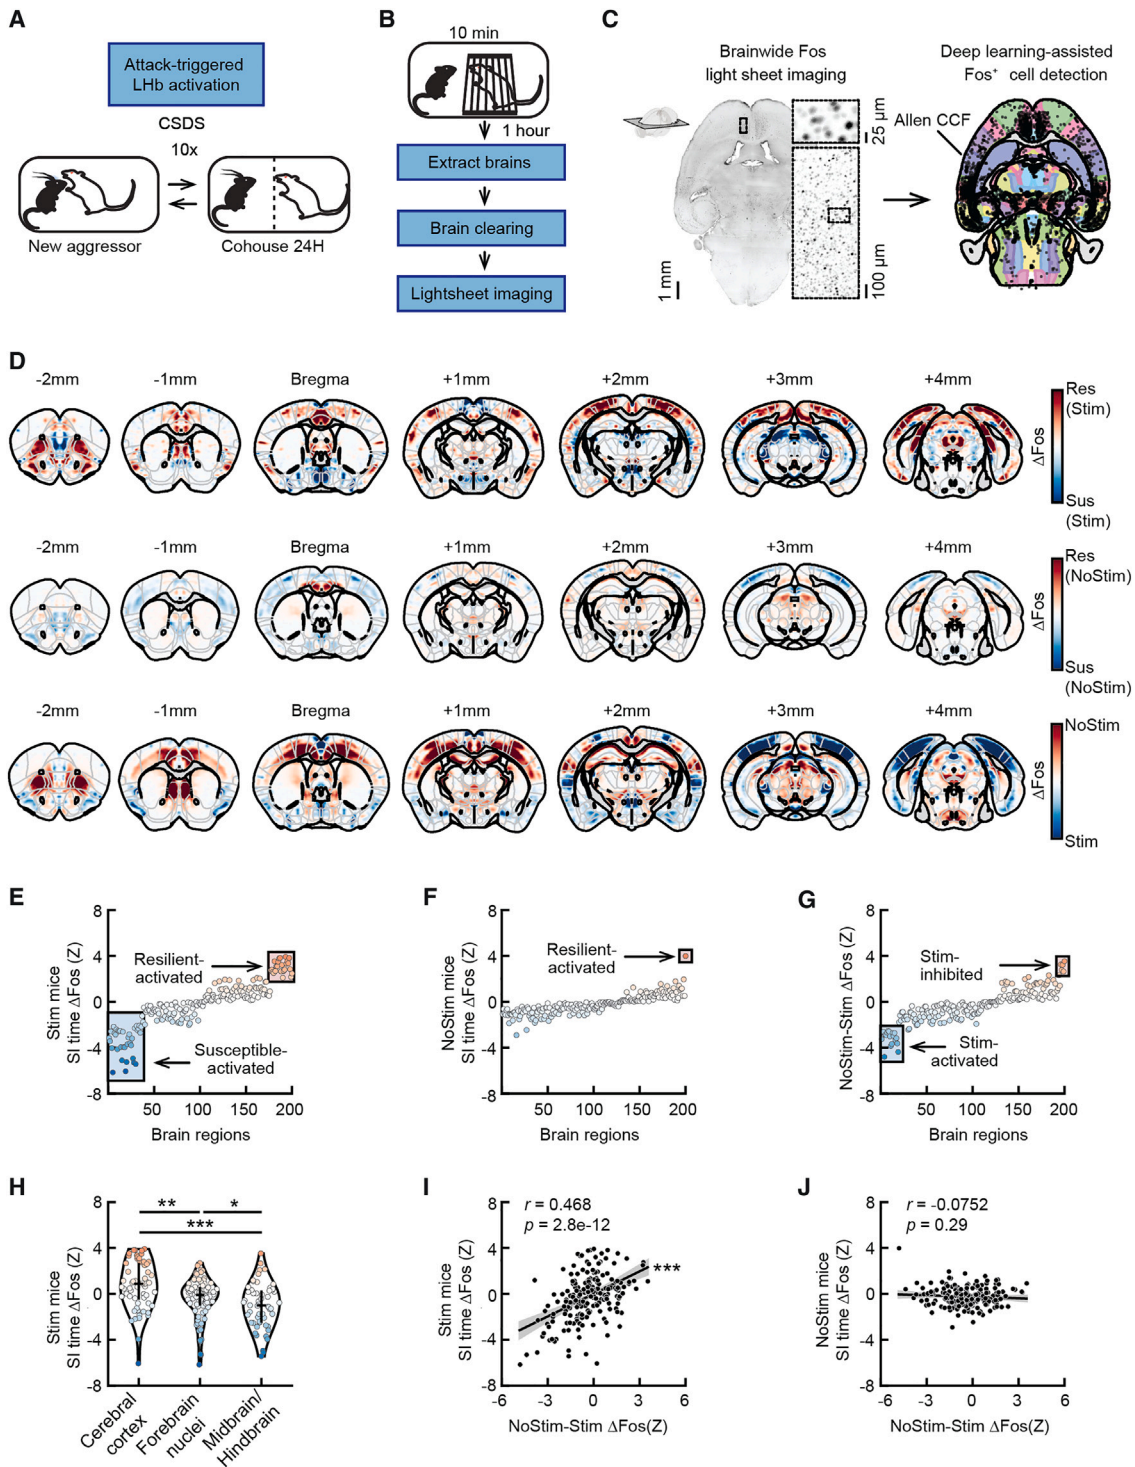 A
Attack-triggered
LHb activation
CSDS
10x
New aggressor
Cohouse 24H
B
10 min
1 hour
Extract brains
Brain clearing
Lightsheet imaging
C
Brainwide Fos
light sheet imaging
Deep learning-assisted
Fos⁺ cell detection
Allen CCF
25 µm
100 µm
1 mm
D
-2mm -1mm Bregma +1mm +2mm +3mm +4mm
Res
(Stim)
ΔFos
Sus
(Stim)
-2mm -1mm Bregma +1mm +2mm +3mm +4mm
Res
(NoStim)
ΔFos
Sus
(NoStim)
-2mm -1mm Bregma +1mm +2mm +3mm +4mm
NoStim
ΔFos
Stim
E
Stim mice
SI time ΔFos (Z)
8
4
0
-4
-8
Resilient-
activated
Susceptible-
activated
50 100 150 200
Brain regions
F
NoStim mice
SI time ΔFos (Z)
8
4
0
-4
-8
Resilient-
activated
50 100 150 200
Brain regions
G
NoStim-Stim ΔFos (Z)
8
4
0
-4
-8
Stim-
inhibited
Stim-
activated
50 100 150 200
Brain regions
H
Stim mice
SI time ΔFos (Z)
8
4
0
-4
-8
** *
***
Cerebral
cortex
Forebrain
nuclei
Midbrain/
Hindbrain
I
Stim mice
SI time ΔFos (Z)
8
4
0
-4
-8
r = 0.468
p = 2.8e-12
***
-6 -3 0 3 6
NoStim-Stim ΔFos(Z)
J
NoStim mice
SI time ΔFos (Z)
8
4
0
-4
-8
r = -0.0752
p = 0.29
-6 -3 0 3 6
NoStim-Stim ΔFos(Z)